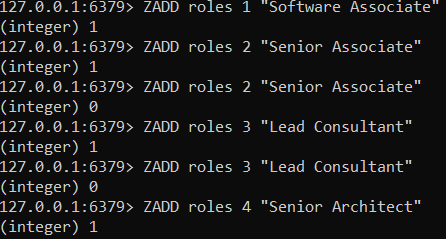 127.0.0.1:6379> ZADD roles 1 "Software Associate"
(integer) 1
127.0.0.1:6379> ZADD roles 2 "Senior Associate"
(integer) 1
127.0.0.1:6379> ZADD roles 2 "Senior Associate"
(integer) 0
127.0.0.1:6379> ZADD roles 3 "Lead Consultant"
(integer) 1
127.0.0.1:6379> ZADD roles 3 "Lead Consultant"
(integer) 0
127.0.0.1:6379> ZADD roles 4 "Senior Architect"
(integer) 1